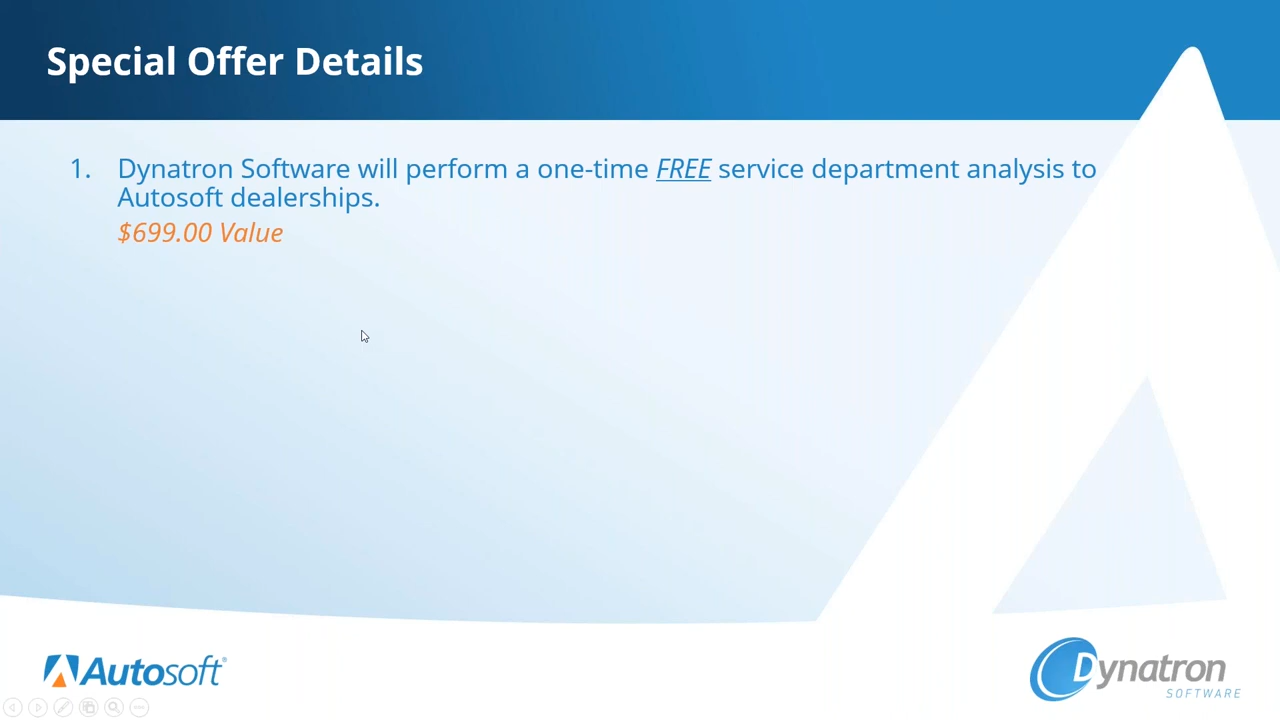 Special Offer Details
1. Dynatron Software will perform a one-time FREE service department analysis to
Autosoft dealerships.
$699.00 Value
Autosoft®
Dynatron
SOFTWARE